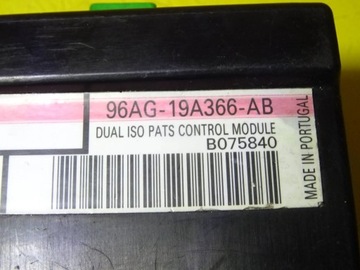 96AG-19A366-AB
DUAL ISO PATS CONTROL MODULE
B075840
MADE IN PORTUGAL